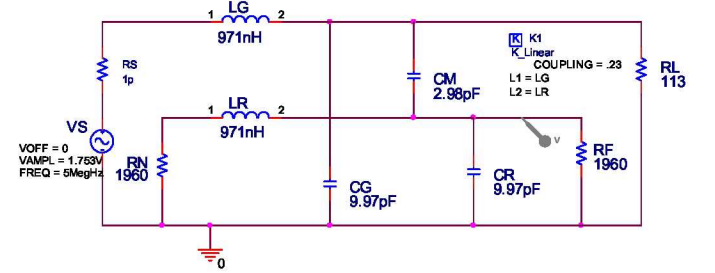 LG
1 2
971nH
K K1
K_Linear
COUPLING = .23
L1 = LG
L2 = LR
RS
1p
CM
2.98pF
RL
113
LR
1 2
971nH
VS
VOFF = 0
VAMPL = 1.753V
FREQ = 5MegHz
RN
1960
V
RF
1960
CG
9.97pF
CR
9.97pF
0